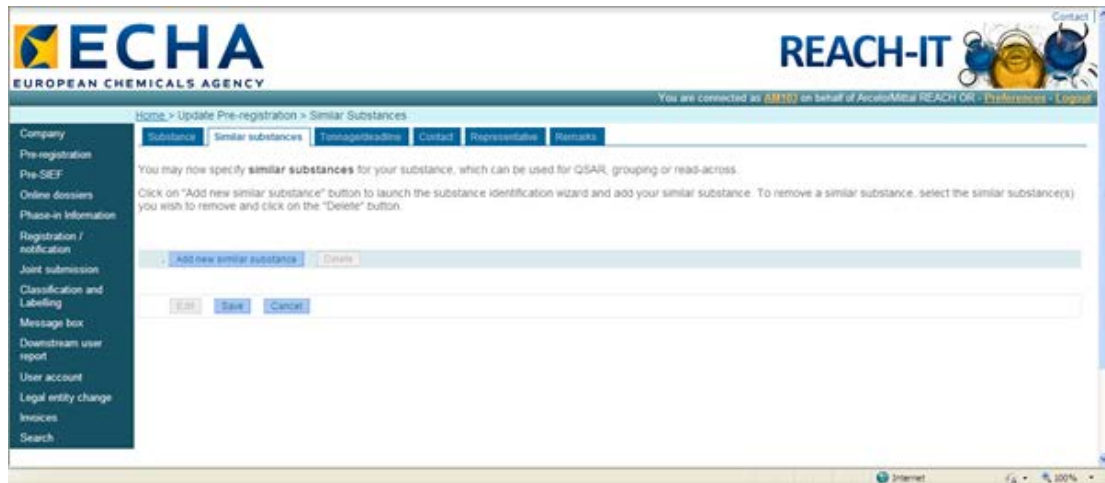 Contact |
ECHA
EUROPEAN CHEMICALS AGENCY
REACH-IT
You are connected as AM103 on behalf of ArcelorMittal REACH OR - Preferences - Logout
Home > Update Pre-registration > Similar Substances
Substance Similar substances Tonnage/deadline Contact Representative Remarks
Company
Pre-registration
Pre-SIEF
Online dossiers
Phase-in Information
Registration /
notification
Joint submission
Classification and
Labelling
Message box
Downstream user
report
User account
Legal entity change
Invoices
Search
You may now specify similar substances for your substance, which can be used for QSAR, grouping or read-across.
Click on "Add new similar substance" button to launch the substance identification wizard and add your similar substance. To remove a similar substance, select the similar substance(s)
you wish to remove and click on the "Delete" button.
Add new similar substance Delete
Edit Save Cancel
Internet 100%